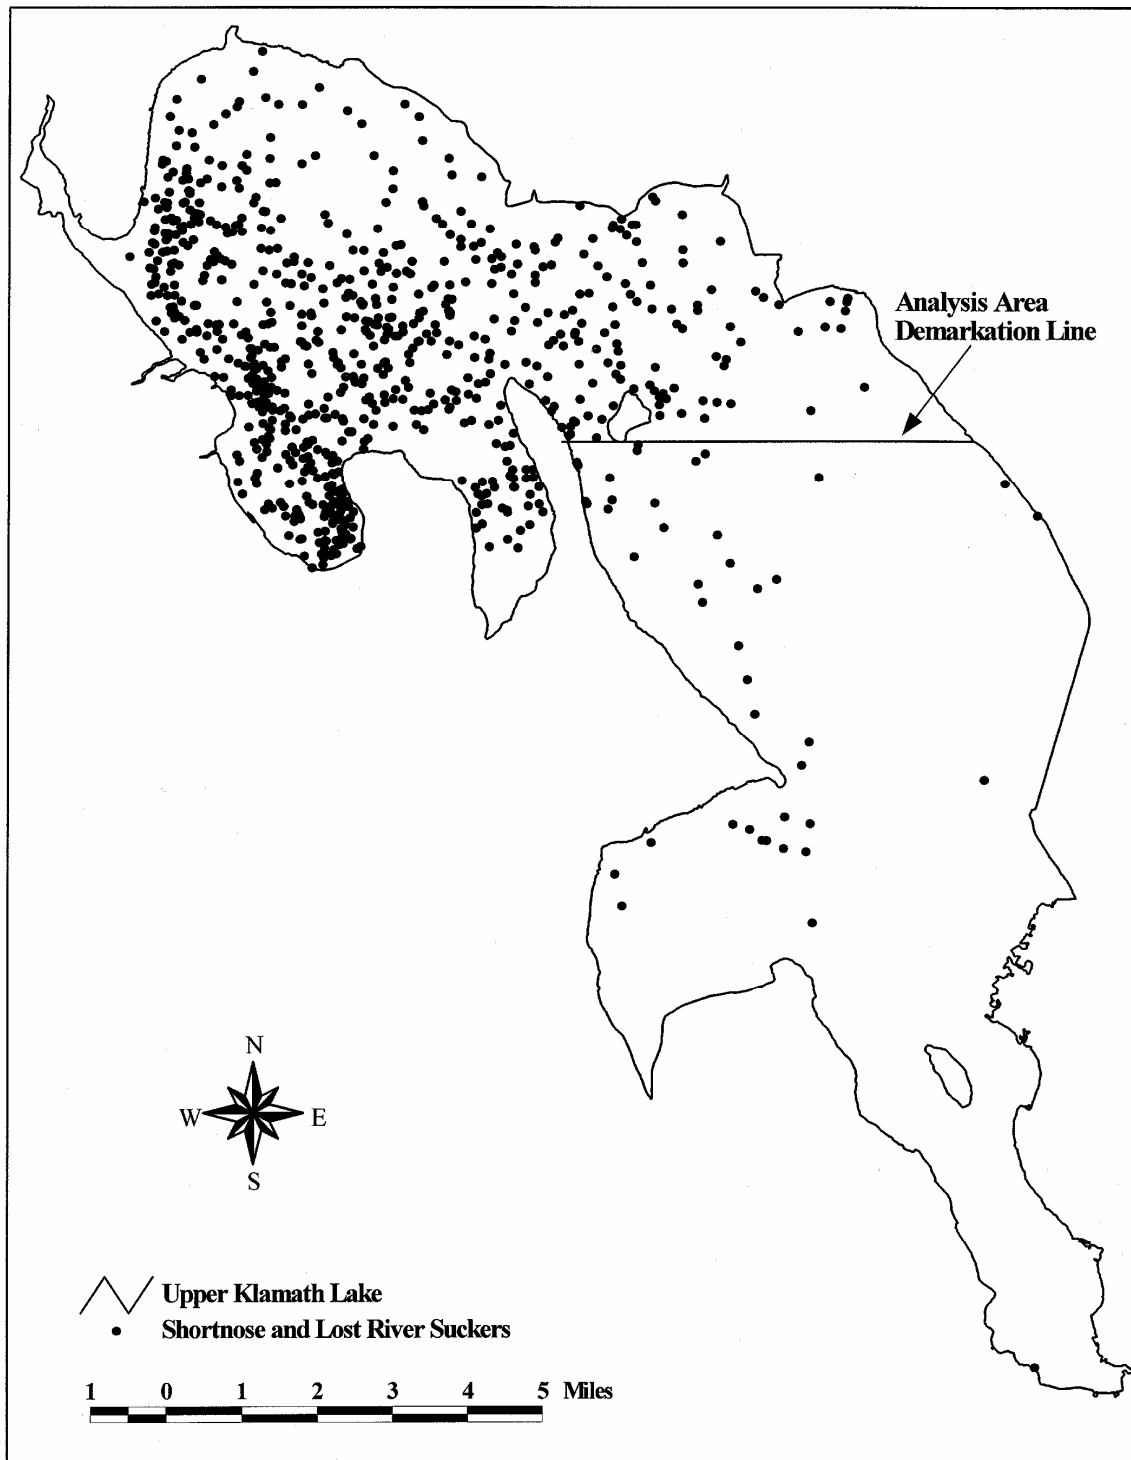 Analysis Area
Demarkation Line
N
W E
S
Upper Klamath Lake
Shortnose and Lost River Suckers
1 0 1 2 3 4 5 Miles